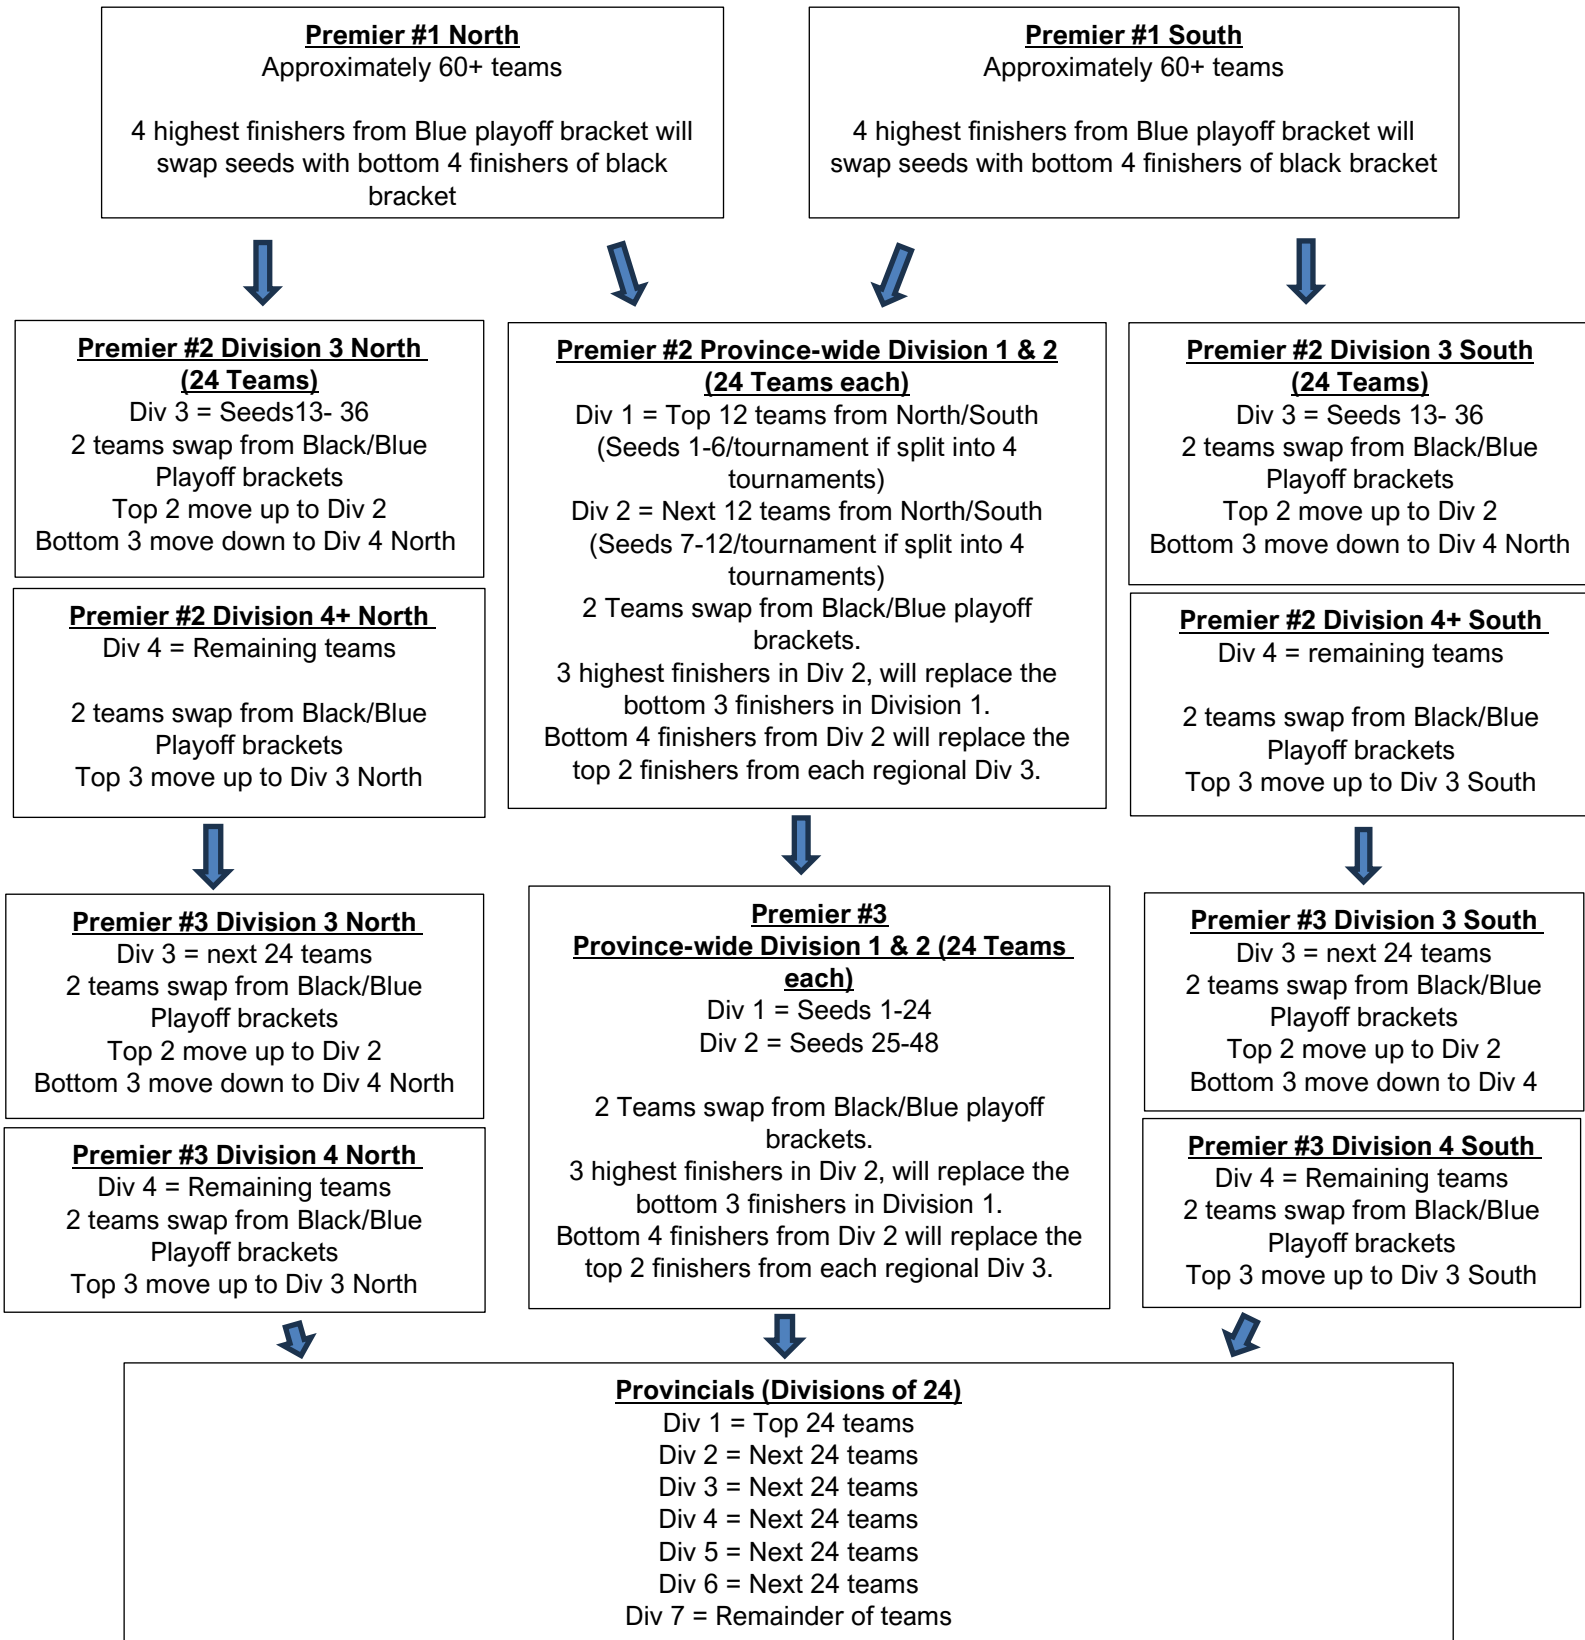 Premier #1 North
Approximately 60+ teams
4 highest finishers from Blue playoff bracket will
swap seeds with bottom 4 finishers of black
bracket
Premier #1 South
Approximately 60+ teams
4 highest finishers from Blue playoff bracket will
swap seeds with bottom 4 finishers of black bracket
Premier #2 Division 3 North
(24 Teams)
Div 3 = Seeds13- 36
2 teams swap from Black/Blue
Playoff brackets
Top 2 move up to Div 2
Bottom 3 move down to Div 4 North
Premier #2 Province-wide Division 1 & 2
(24 Teams each)
Div 1 = Top 12 teams from North/South
(Seeds 1-6/tournament if split into 4
tournaments)
Div 2 = Next 12 teams from North/South
(Seeds 7-12/tournament if split into 4
tournaments)
2 Teams swap from Black/Blue playoff
brackets.
3 highest finishers in Div 2, will replace the
bottom 3 finishers in Division 1.
Bottom 4 finishers from Div 2 will replace the
top 2 finishers from each regional Div 3.
Premier #2 Division 3 South
(24 Teams)
Div 3 = Seeds 13- 36
2 teams swap from Black/Blue
Playoff brackets
Top 2 move up to Div 2
Bottom 3 move down to Div 4 North
Premier #2 Division 4+ North
Div 4 = Remaining teams
2 teams swap from Black/Blue
Playoff brackets
Top 3 move up to Div 3 North
Premier #2 Division 4+ South
Div 4 = remaining teams
2 teams swap from Black/Blue
Playoff brackets
Top 3 move up to Div 3 South
Premier #3 Division 3 North
Div 3 = next 24 teams
2 teams swap from Black/Blue
Playoff brackets
Top 2 move up to Div 2
Bottom 3 move down to Div 4 North
Premier #3
Province-wide Division 1 & 2 (24 Teams
each)
Div 1 = Seeds 1-24
Div 2 = Seeds 25-48
2 Teams swap from Black/Blue playoff
brackets.
3 highest finishers in Div 2, will replace the
bottom 3 finishers in Division 1.
Bottom 4 finishers from Div 2 will replace the
top 2 finishers from each regional Div 3.
Premier #3 Division 3 South
Div 3 = next 24 teams
2 teams swap from Black/Blue
Playoff brackets
Top 2 move up to Div 2
Bottom 3 move down to Div 4
Premier #3 Division 4 North
Div 4 = Remaining teams
2 teams swap from Black/Blue
Playoff brackets
Top 3 move up to Div 3 North
Premier #3 Division 4 South
Div 4 = Remaining teams
2 teams swap from Black/Blue
Playoff brackets
Top 3 move up to Div 3 South
Provincials (Divisions of 24)
Div 1 = Top 24 teams
Div 2 = Next 24 teams
Div 3 = Next 24 teams
Div 4 = Next 24 teams
Div 5 = Next 24 teams
Div 6 = Next 24 teams
Div 7 = Remainder of teams